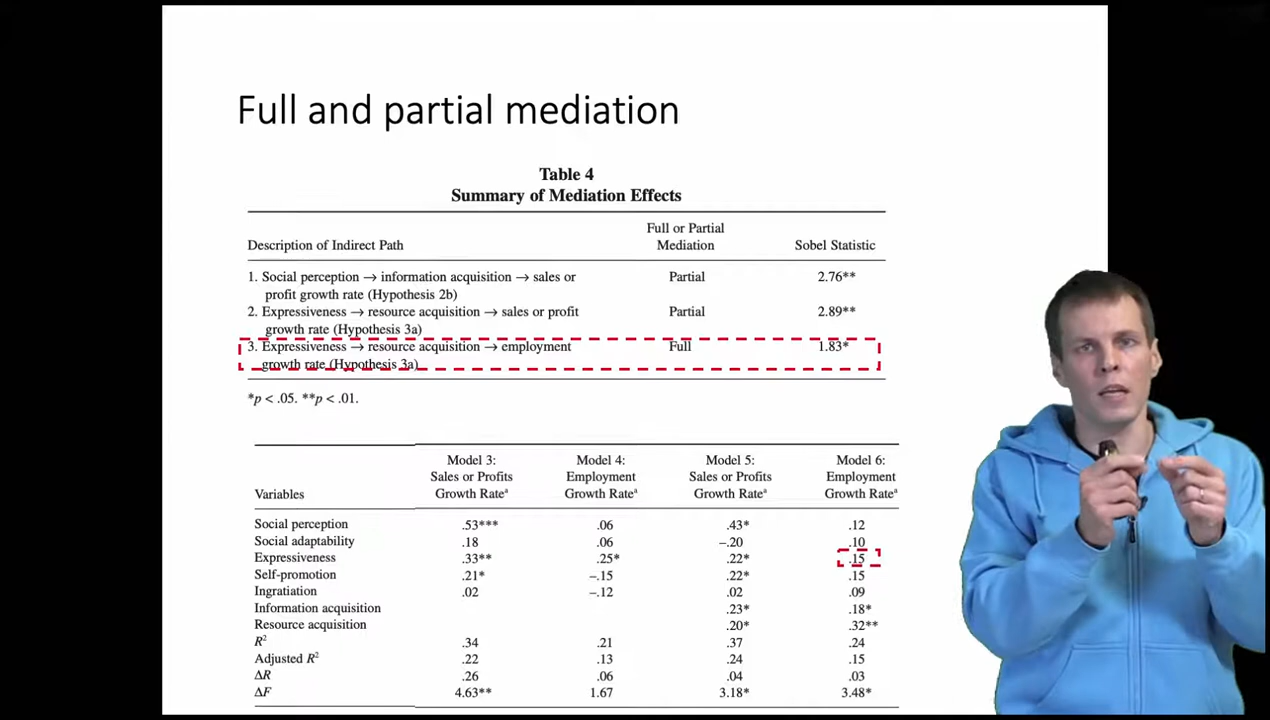 Full and partial mediation
Table 4
Summary of Mediation Effects
Full or Partial
Description of Indirect Path Mediation Sobel Statistic
1. Social perception → information acquisition → sales or Partial 2.76**
profit growth rate (Hypothesis 2b)
2. Expressiveness → resource acquisition → sales or profit Partial 2.89**
growth rate (Hypothesis 3a)
3. Expressiveness → resource acquisition → employment Full 1.83*
growth rate (Hypothesis 3a)
*p < .05. **p < .01.
Model 3: Model 4: Model 5: Model 6:
Sales or Profits Employment Sales or Profits Employment
Variables Growth Rateᵃ Growth Rateᵃ Growth Rateᵃ Growth Rateᵃ
Social perception .53*** .06 .43* .12
Social adaptability .18 .06 –.20 .10
Expressiveness .33** .25* .22* .15
Self-promotion .21* –.15 .22* .15
Ingratiation .02 –.12 .02 .09
Information acquisition .23* .18*
Resource acquisition .20* .32**
R² .34 .21 .37 .24
Adjusted R² .22 .13 .24 .15
ΔR .26 .06 .04 .03
ΔF 4.63** 1.67 3.18* 3.48*